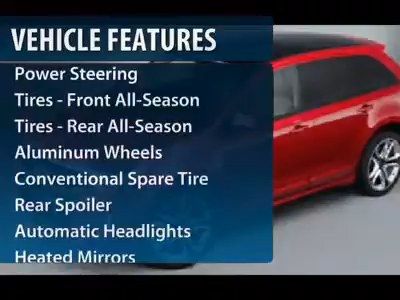 VEHICLE FEATURES
Power Steering
Tires - Front All-Season
Tires - Rear All-Season
Aluminum Wheels
Conventional Spare Tire
Rear Spoiler
Automatic Headlights
Heated Mirrors